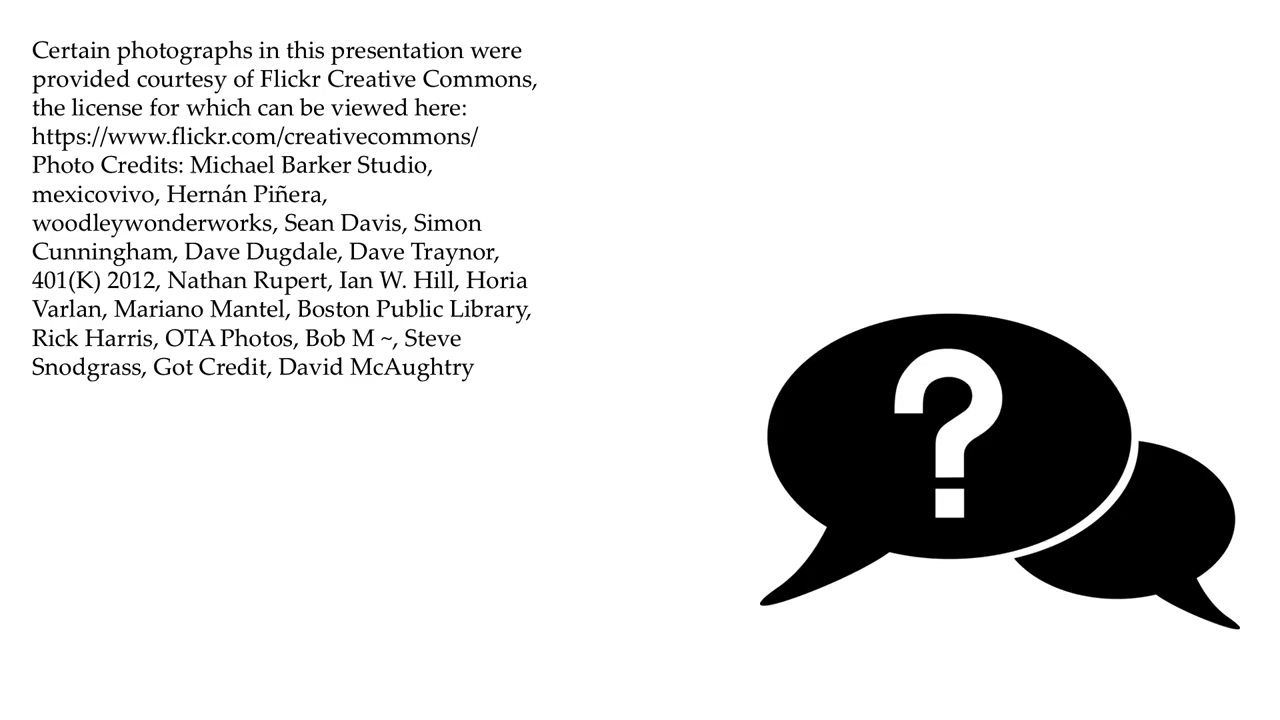 Certain photographs in this presentation were
provided courtesy of Flickr Creative Commons,
the license for which can be viewed here:
https://www.flickr.com/creativecommons/
Photo Credits: Michael Barker Studio,
mexicovivo, Hernán Piñera,
woodleywonderworks, Sean Davis, Simon
Cunningham, Dave Dugdale, Dave Traynor,
401(K) 2012, Nathan Rupert, Ian W. Hill, Horia
Varlan, Mariano Mantel, Boston Public Library,
Rick Harris, OTA Photos, Bob M ~, Steve
Snodgrass, Got Credit, David McAughtry
?